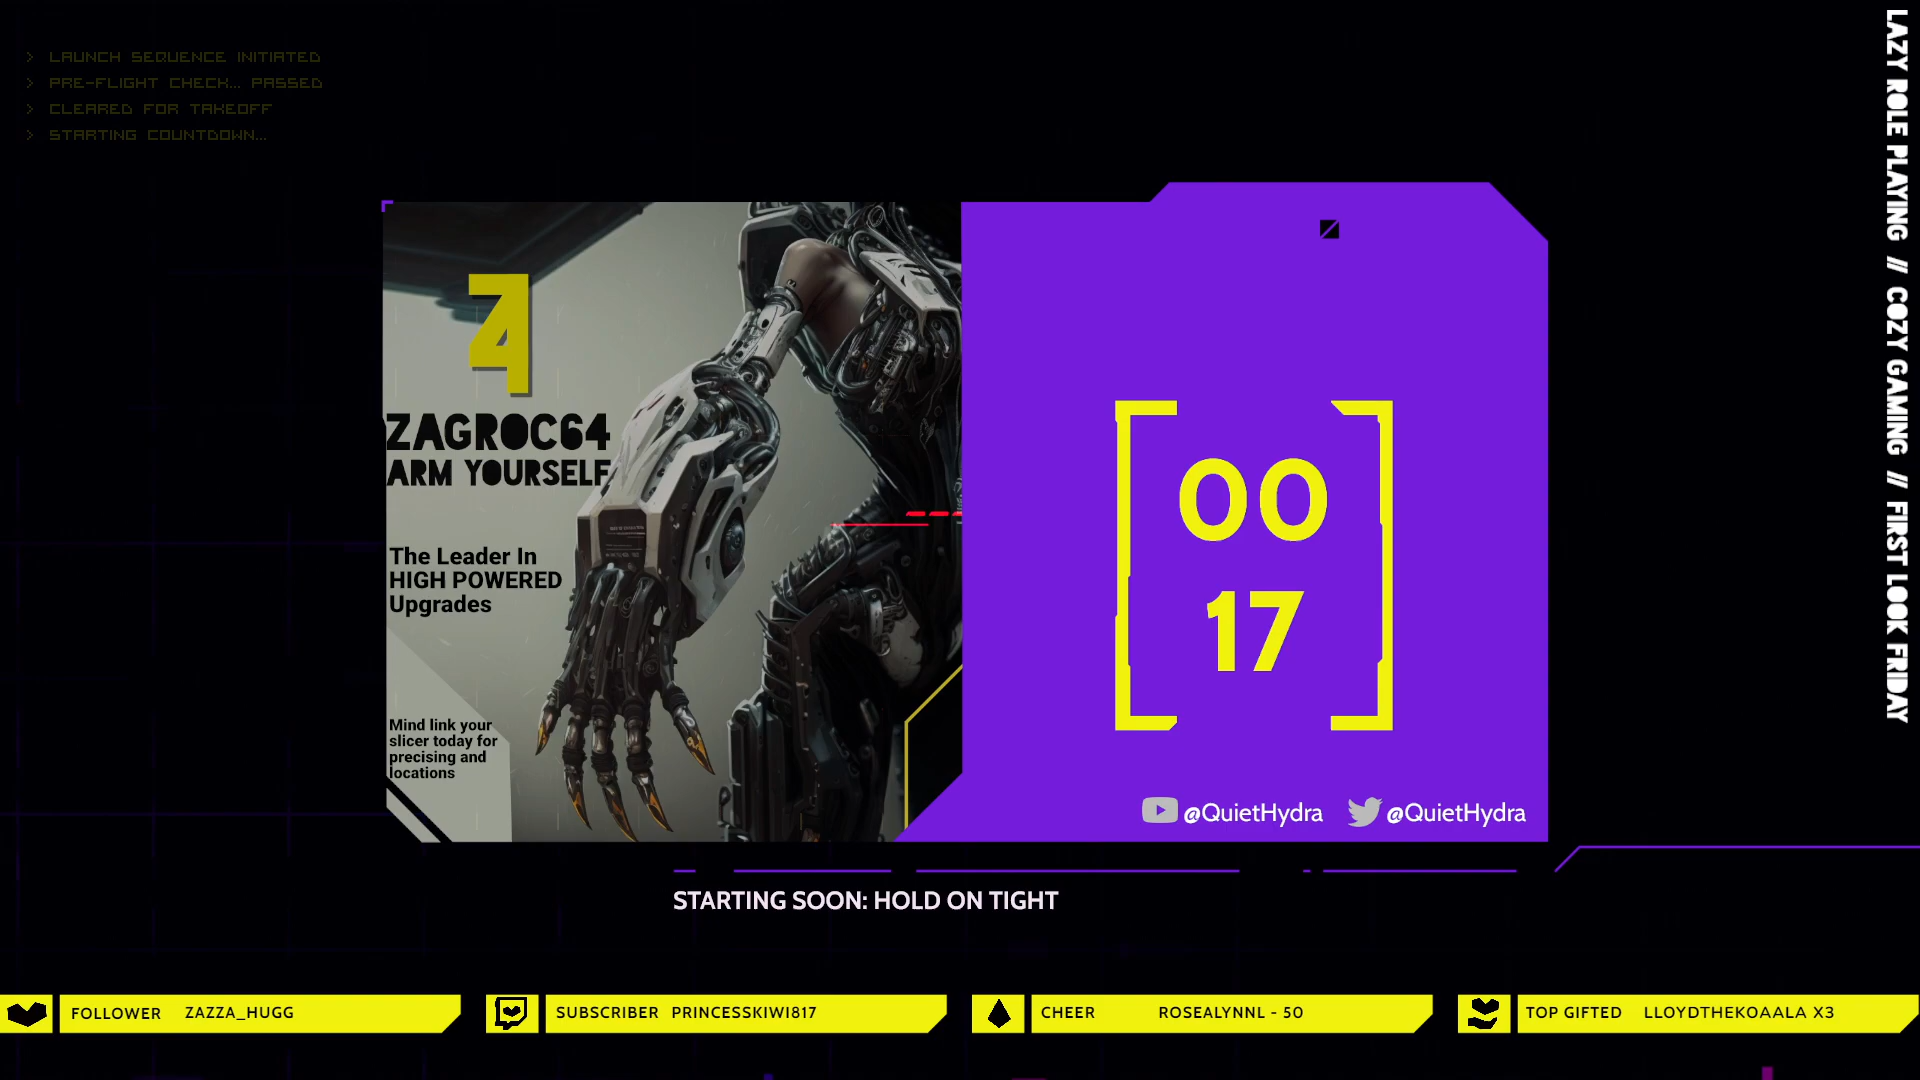 > LAUNCH SEQUENCE INITIATED
> PRE-FLIGHT CHECK... PASSED
> CLEARED FOR TAKEOFF
> STARTING COUNTDOWN...
ZAGROC64
ARM YOURSELF
The Leader In
HIGH POWERED
Upgrades
Mind link your
slicer today for
precising and
locations
00
17
@QuietHydra @QuietHydra
STARTING SOON: HOLD ON TIGHT
FOLLOWER ZAZZA_HUGG
SUBSCRIBER PRINCESSKIWI817
CHEER ROSEALYNNL - 50
TOP GIFTED LLOYDTHEKOAALA X3
LAZY ROLE PLAYING // COZY GAMING // FIRST LOOK FRIDAY